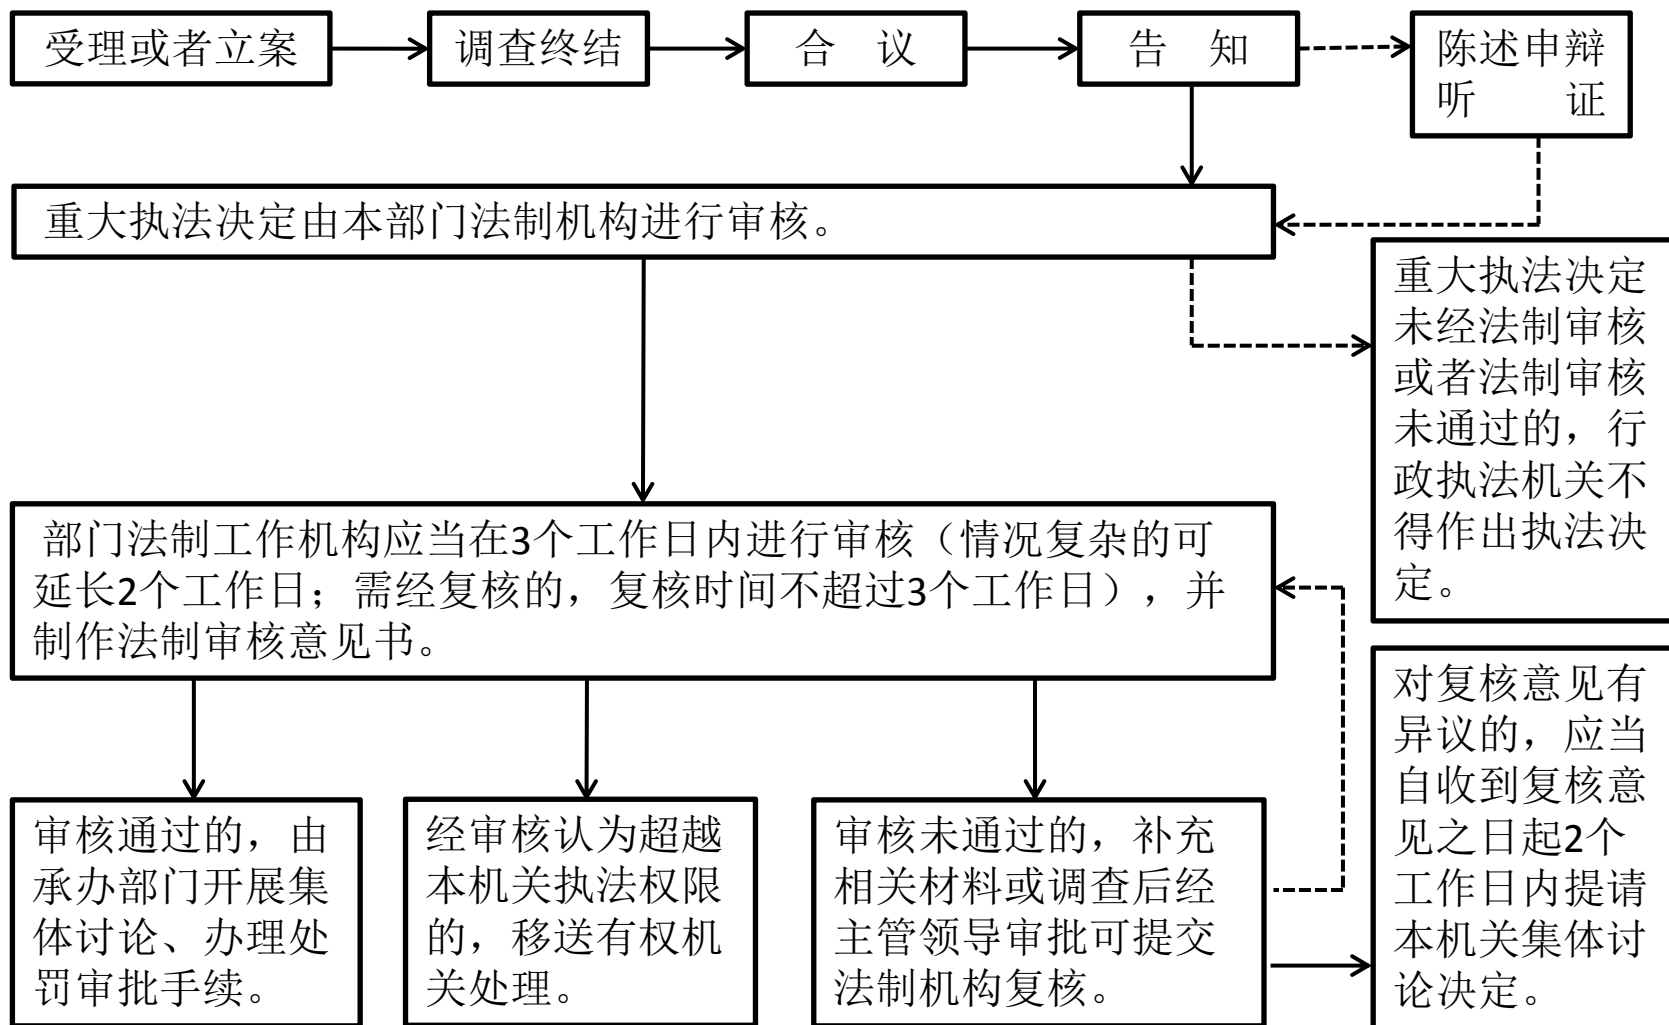 受理或者立案
调查终结
合 议
告 知
陈述申辩
听 证
重大执法决定由本部门法制机构进行审核。
重大执法决定
未经法制审核
或者法制审核
未通过的，行
政执法机关不
得作出执法决
定。
部门法制工作机构应当在3个工作日内进行审核（情况复杂的可
延长2个工作日；需经复核的，复核时间不超过3个工作日），并
制作法制审核意见书。
审核通过的，由
承办部门开展集
体讨论、办理处
罚审批手续。
经审核认为超越
本机关执法权限
的，移送有权机
关处理。
审核未通过的，补充
相关材料或调查后经
主管领导审批可提交
法制机构复核。
对复核意见有
异议的，应当
自收到复核意
见之日起2个
工作日内提请
本机关集体讨
论决定。